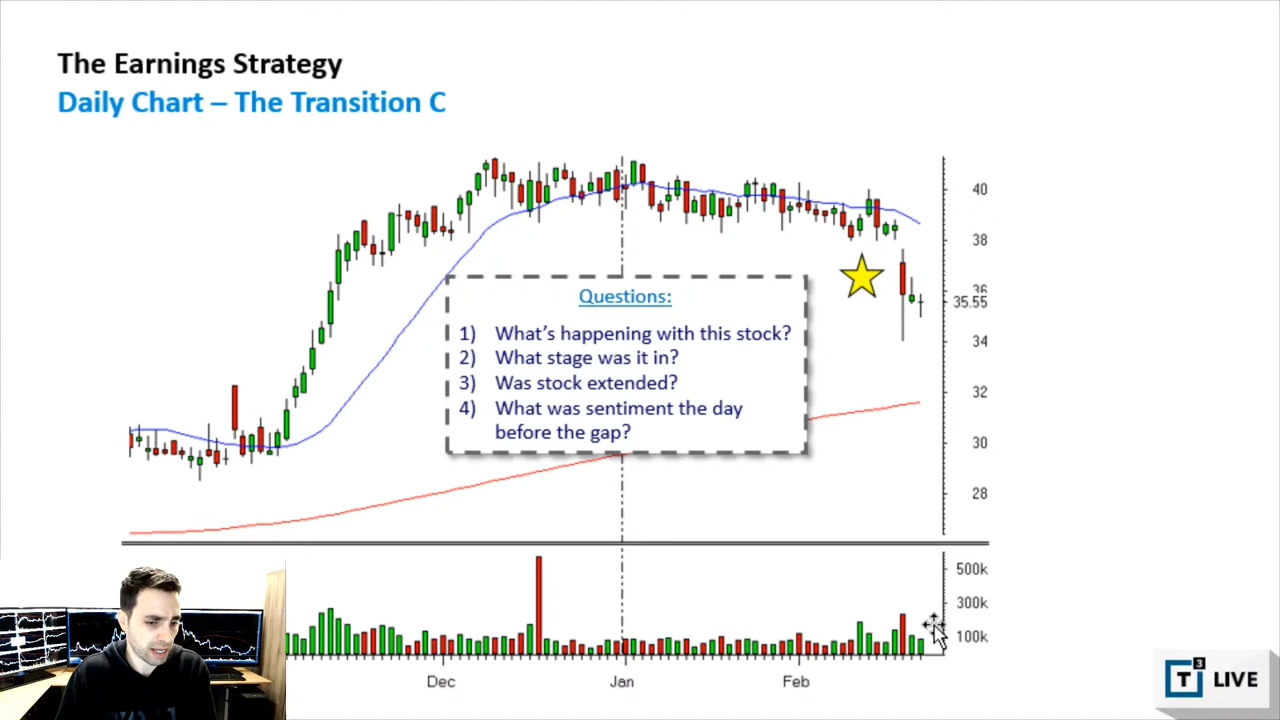 The Earnings Strategy
Daily Chart – The Transition C
40
38
36
35.55
34
32
30
28
Questions:
1) What's happening with this stock?
2) What stage was it in?
3) Was stock extended?
4) What was sentiment the day
before the gap?
500k
300k
100k
Dec Jan Feb
T3 LIVE